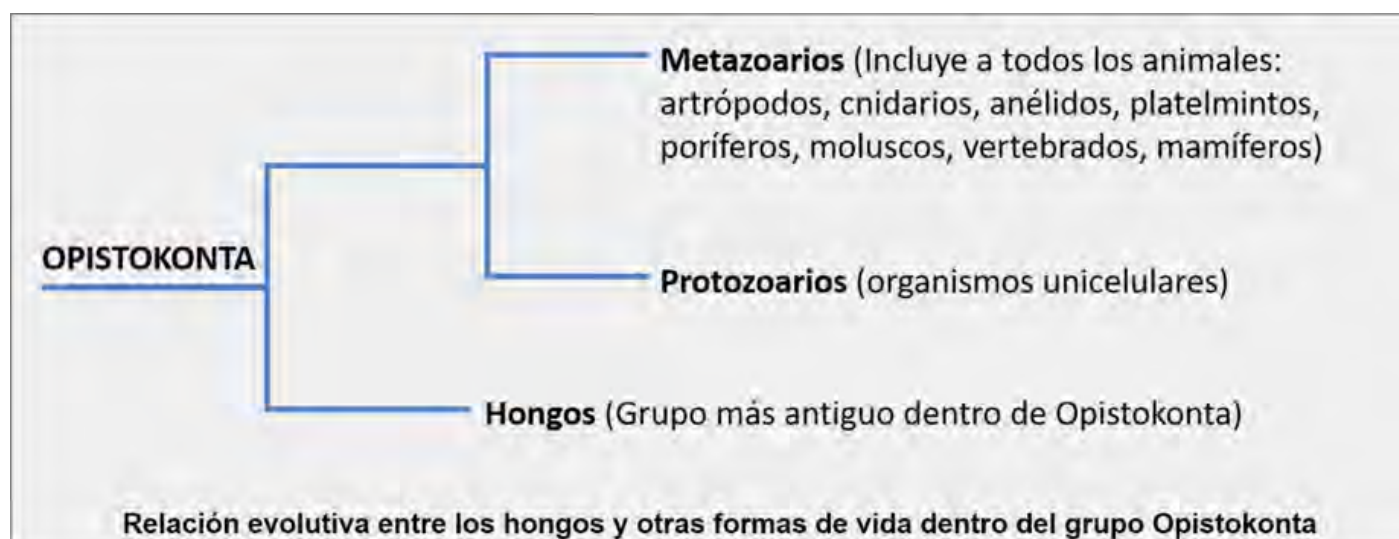 Metazoarios (Incluye a todos los animales:
artrópodos, cnidarios, anélidos, platelmintos,
poríferos, moluscos, vertebrados, mamíferos)
OPISTOKONTA
Protozoarios (organismos unicelulares)
Hongos (Grupo más antiguo dentro de Opistokonta)
Relación evolutiva entre los hongos y otras formas de vida dentro del grupo Opistokonta